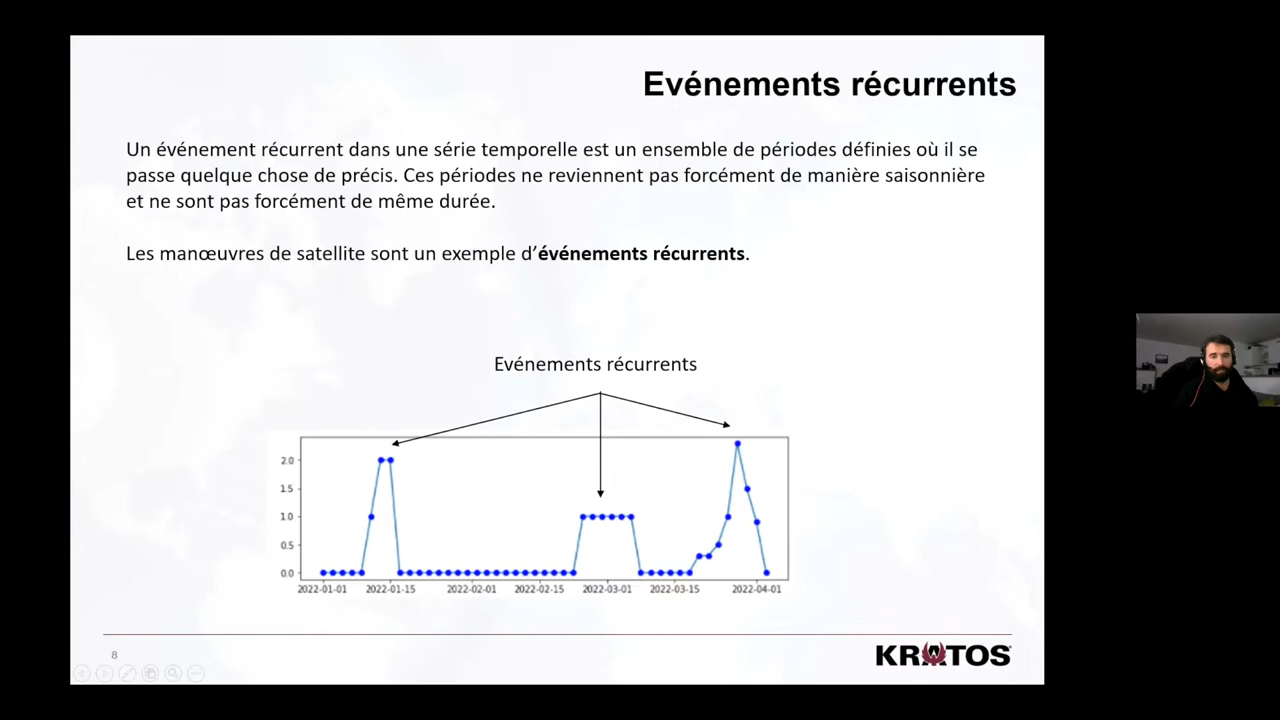 Evénements récurrents
Un événement récurrent dans une série temporelle est un ensemble de périodes définies où il se
passe quelque chose de précis. Ces périodes ne reviennent pas forcément de manière saisonnière
et ne sont pas forcément de même durée.
Les manœuvres de satellite sont un exemple d'événements récurrents.
Evénements récurrents
2.0
1.5
1.0
0.5
0.0
2022-01-01 2022-01-15 2022-02-01 2022-02-15 2022-03-01 2022-03-15 2022-04-01
8
KRATOS